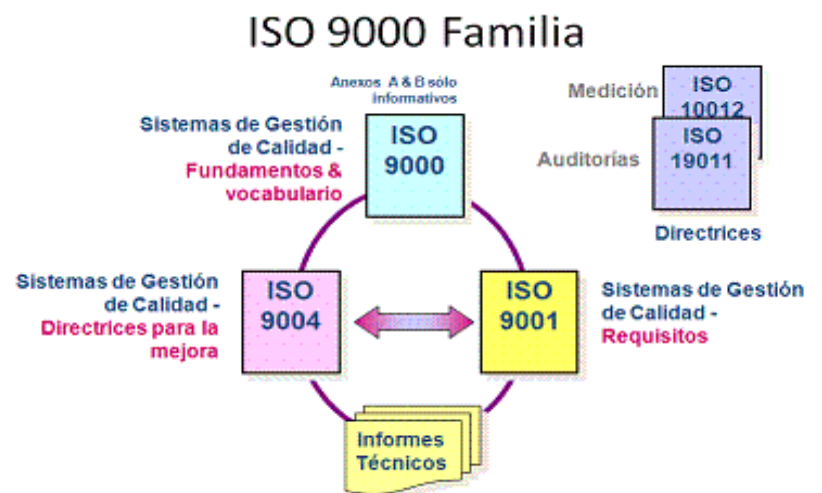 ISO 9000 Familia
Anexos A & B sólo
informativos
Sistemas de Gestión
de Calidad -
Fundamentos &
vocabulario
ISO
9000
Medición
ISO
10012
Auditorías
ISO
19011
Directrices
Sistemas de Gestión
de Calidad -
Directrices para la
mejora
ISO
9004
ISO
9001
Sistemas de Gestión
de Calidad -
Requisitos
Informes
Técnicos